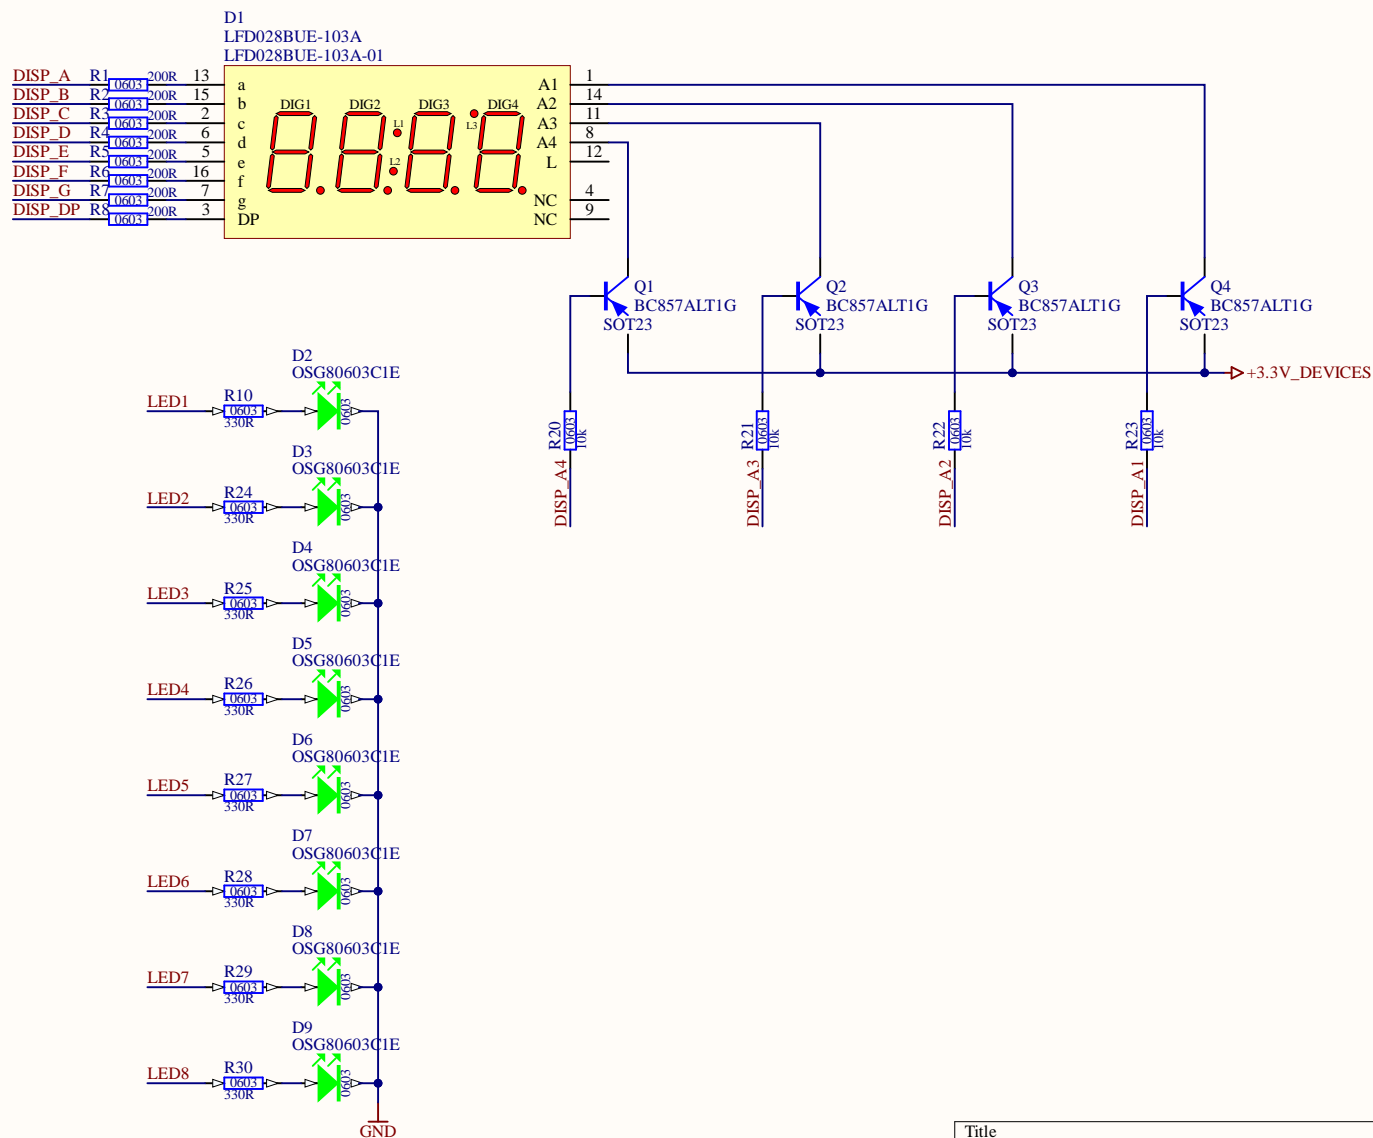 D1
LFD028BUE-103A
LFD028BUE-103A-01
DISP_A R1 0603 200R 13 a
DISP_B R2 0603 200R 15 b
DISP_C R3 0603 200R 2 c
DISP_D R4 0603 200R 6 d
DISP_E R5 0603 200R 5 e
DISP_F R6 0603 200R 16 f
DISP_G R7 0603 200R 7 g
DISP_DP R8 0603 200R 3 DP
DIG1 DIG2 DIG3 DIG4
L1 L3
L2
A1 1
A2 14
A3 11
A4 8
L 12
NC 4
NC 9
Q1
BC857ALT1G
SOT23
Q2
BC857ALT1G
SOT23
Q3
BC857ALT1G
SOT23
Q4
BC857ALT1G
SOT23
+3.3V_DEVICES
R20 0603 10k
DISP_A4
R21 0603 10k
DISP_A3
R22 0603 10k
DISP_A2
R23 0603 10k
DISP_A1
D2
OSG80603C1E
LED1 R10 0603 0603
330R
D3
OSG80603C1E
LED2 R24 0603 0603
330R
D4
OSG80603C1E
LED3 R25 0603 0603
330R
D5
OSG80603C1E
LED4 R26 0603 0603
330R
D6
OSG80603C1E
LED5 R27 0603 0603
330R
D7
OSG80603C1E
LED6 R28 0603 0603
330R
D8
OSG80603C1E
LED7 R29 0603 0603
330R
D9
OSG80603C1E
LED8 R30 0603 0603
330R
GND
Title